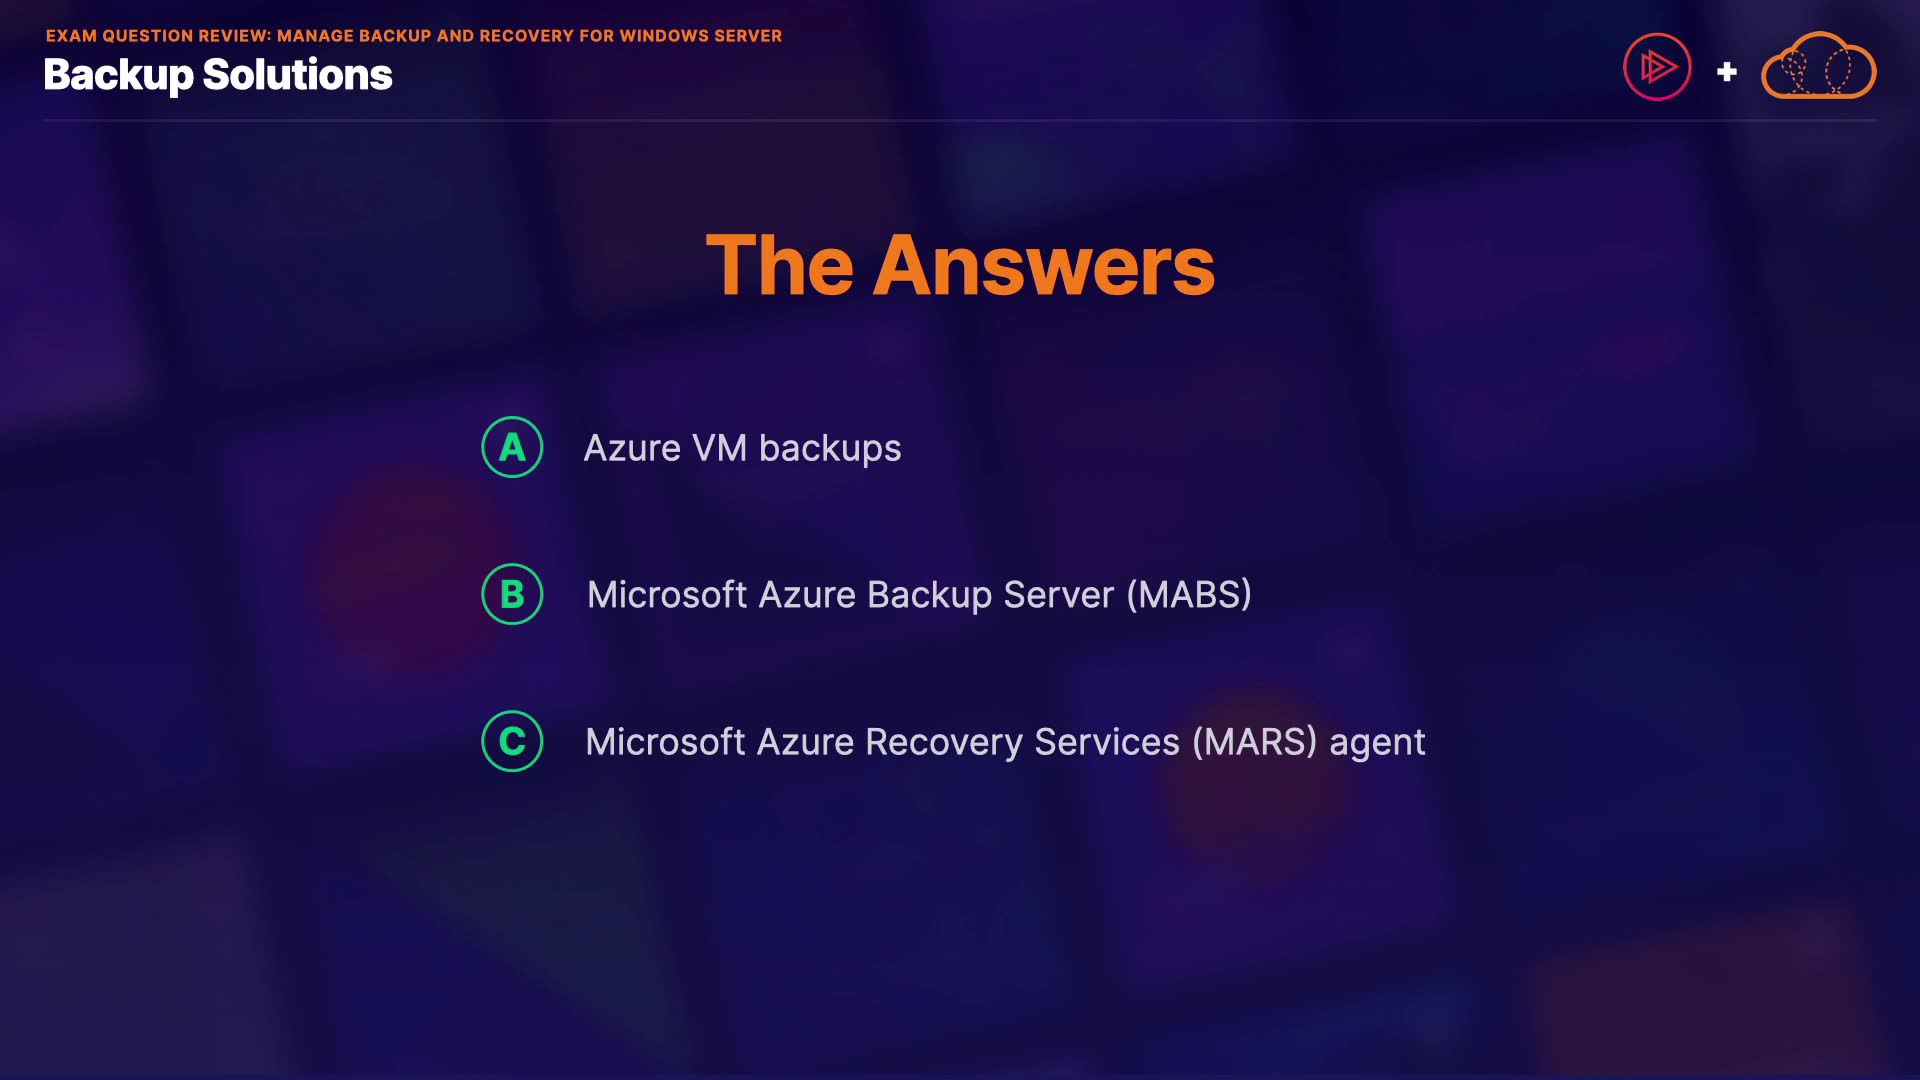 EXAM QUESTION REVIEW: MANAGE BACKUP AND RECOVERY FOR WINDOWS SERVER
Backup Solutions
The Answers
A Azure VM backups
B Microsoft Azure Backup Server (MABS)
C Microsoft Azure Recovery Services (MARS) agent